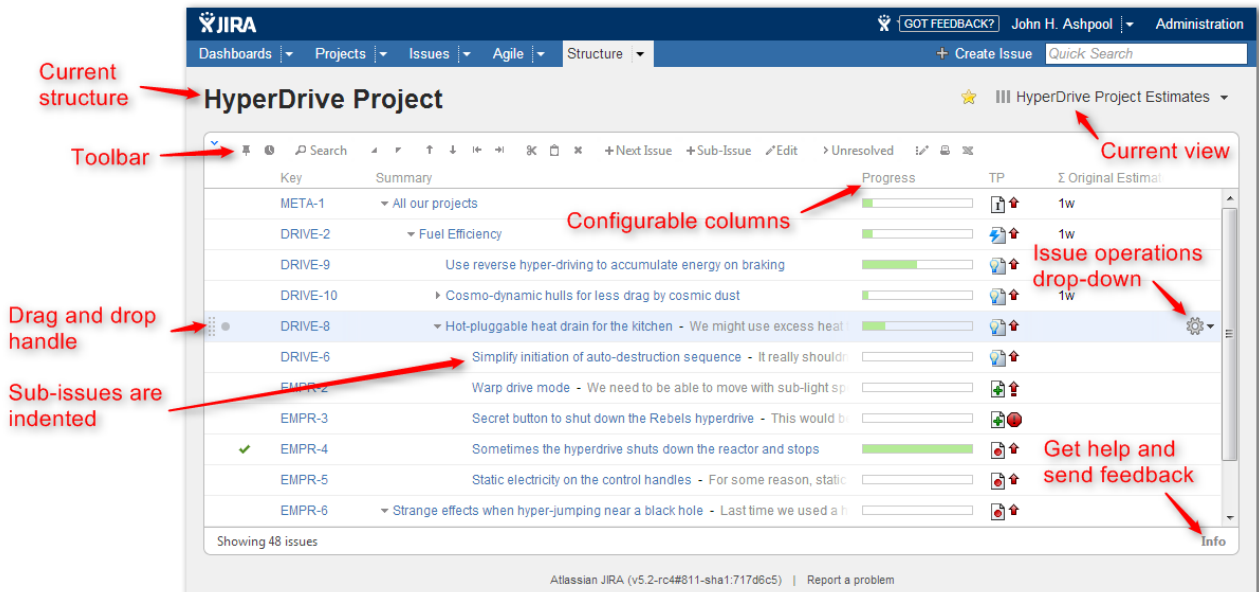 JIRA GOT FEEDBACK? John H. Ashpool Administration
Dashboards Projects Issues Agile Structure + Create Issue Quick Search
Current
structure
HyperDrive Project HyperDrive Project Estimates
Current view
Toolbar
Search +Next Issue +Sub-Issue Edit >Unresolved
Key Summary Progress TP Σ Original Estimat
META-1 All our projects 1w
Configurable columns
DRIVE-2 Fuel Efficiency 1w
Issue operations
drop-down
DRIVE-9 Use reverse hyper-driving to accumulate energy on braking
DRIVE-10 Cosmo-dynamic hulls for less drag by cosmic dust 1w
Drag and drop
handle
DRIVE-8 Hot-pluggable heat drain for the kitchen - We might use excess heat
DRIVE-6 Simplify initiation of auto-destruction sequence - It really shouldn
Sub-issues are
indented
EMPR-2 Warp drive mode - We need to be able to move with sub-light sp
EMPR-3 Secret button to shut down the Rebels hyperdrive - This would b
EMPR-4 Sometimes the hyperdrive shuts down the reactor and stops
Get help and
send feedback
EMPR-5 Static electricity on the control handles - For some reason, static
EMPR-6 Strange effects when hyper-jumping near a black hole - Last time we used a h
Showing 48 issues Info
Atlassian JIRA (v5.2-rc4#811-sha1:717d6c5) | Report a problem